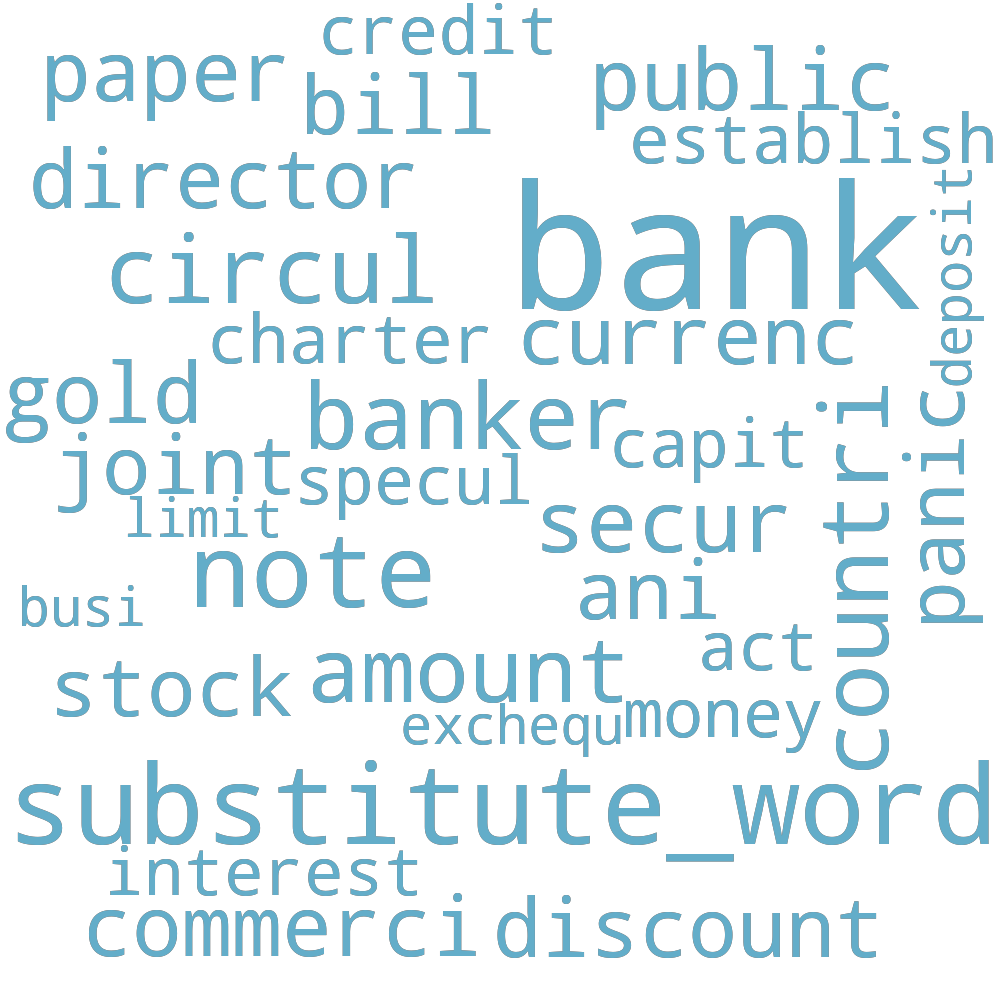 credit
paper
bill
public
establish
director
bank
deposit
circul
charter
currenc
gold
banker
capit
countri
panic
joint
specul
limit
secur
note
ani
busi
act
stock
amount
money
exchequ
substitute_word
interest
commerci
discount